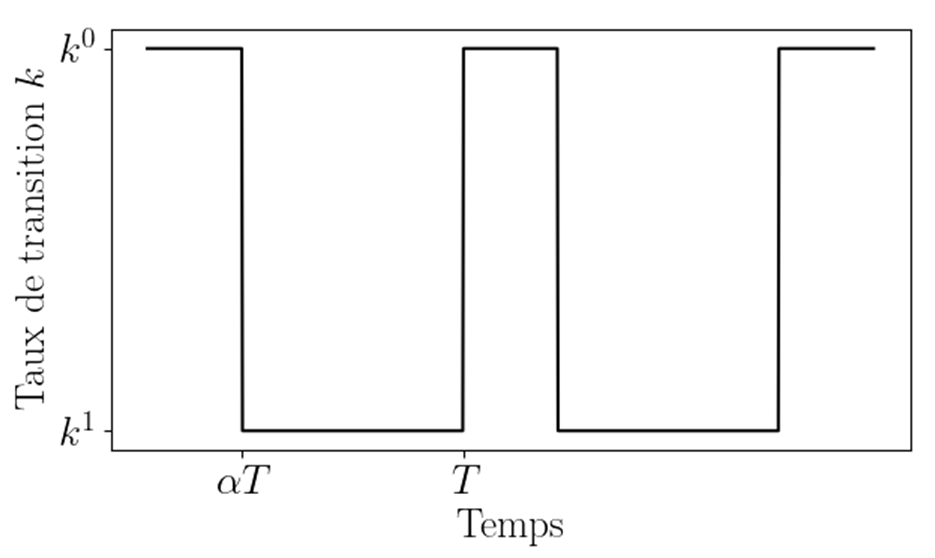 k⁰
Taux de transition k
k¹
αT
T
Temps